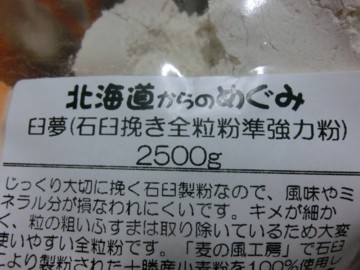 北海道からのめぐみ
臼夢(石臼挽き全粒粉準強力粉)
2500g
じっくり大切に挽く石臼製粉なので、風味やミ
ネラル分が損なわれにくいです。キメが細か
く、粒の粗いふすまは取り除いているため大変
使いやすい全粒粉です。「麦の風工房」で石臼
により製粉された十勝産小麦粉を100%使用し